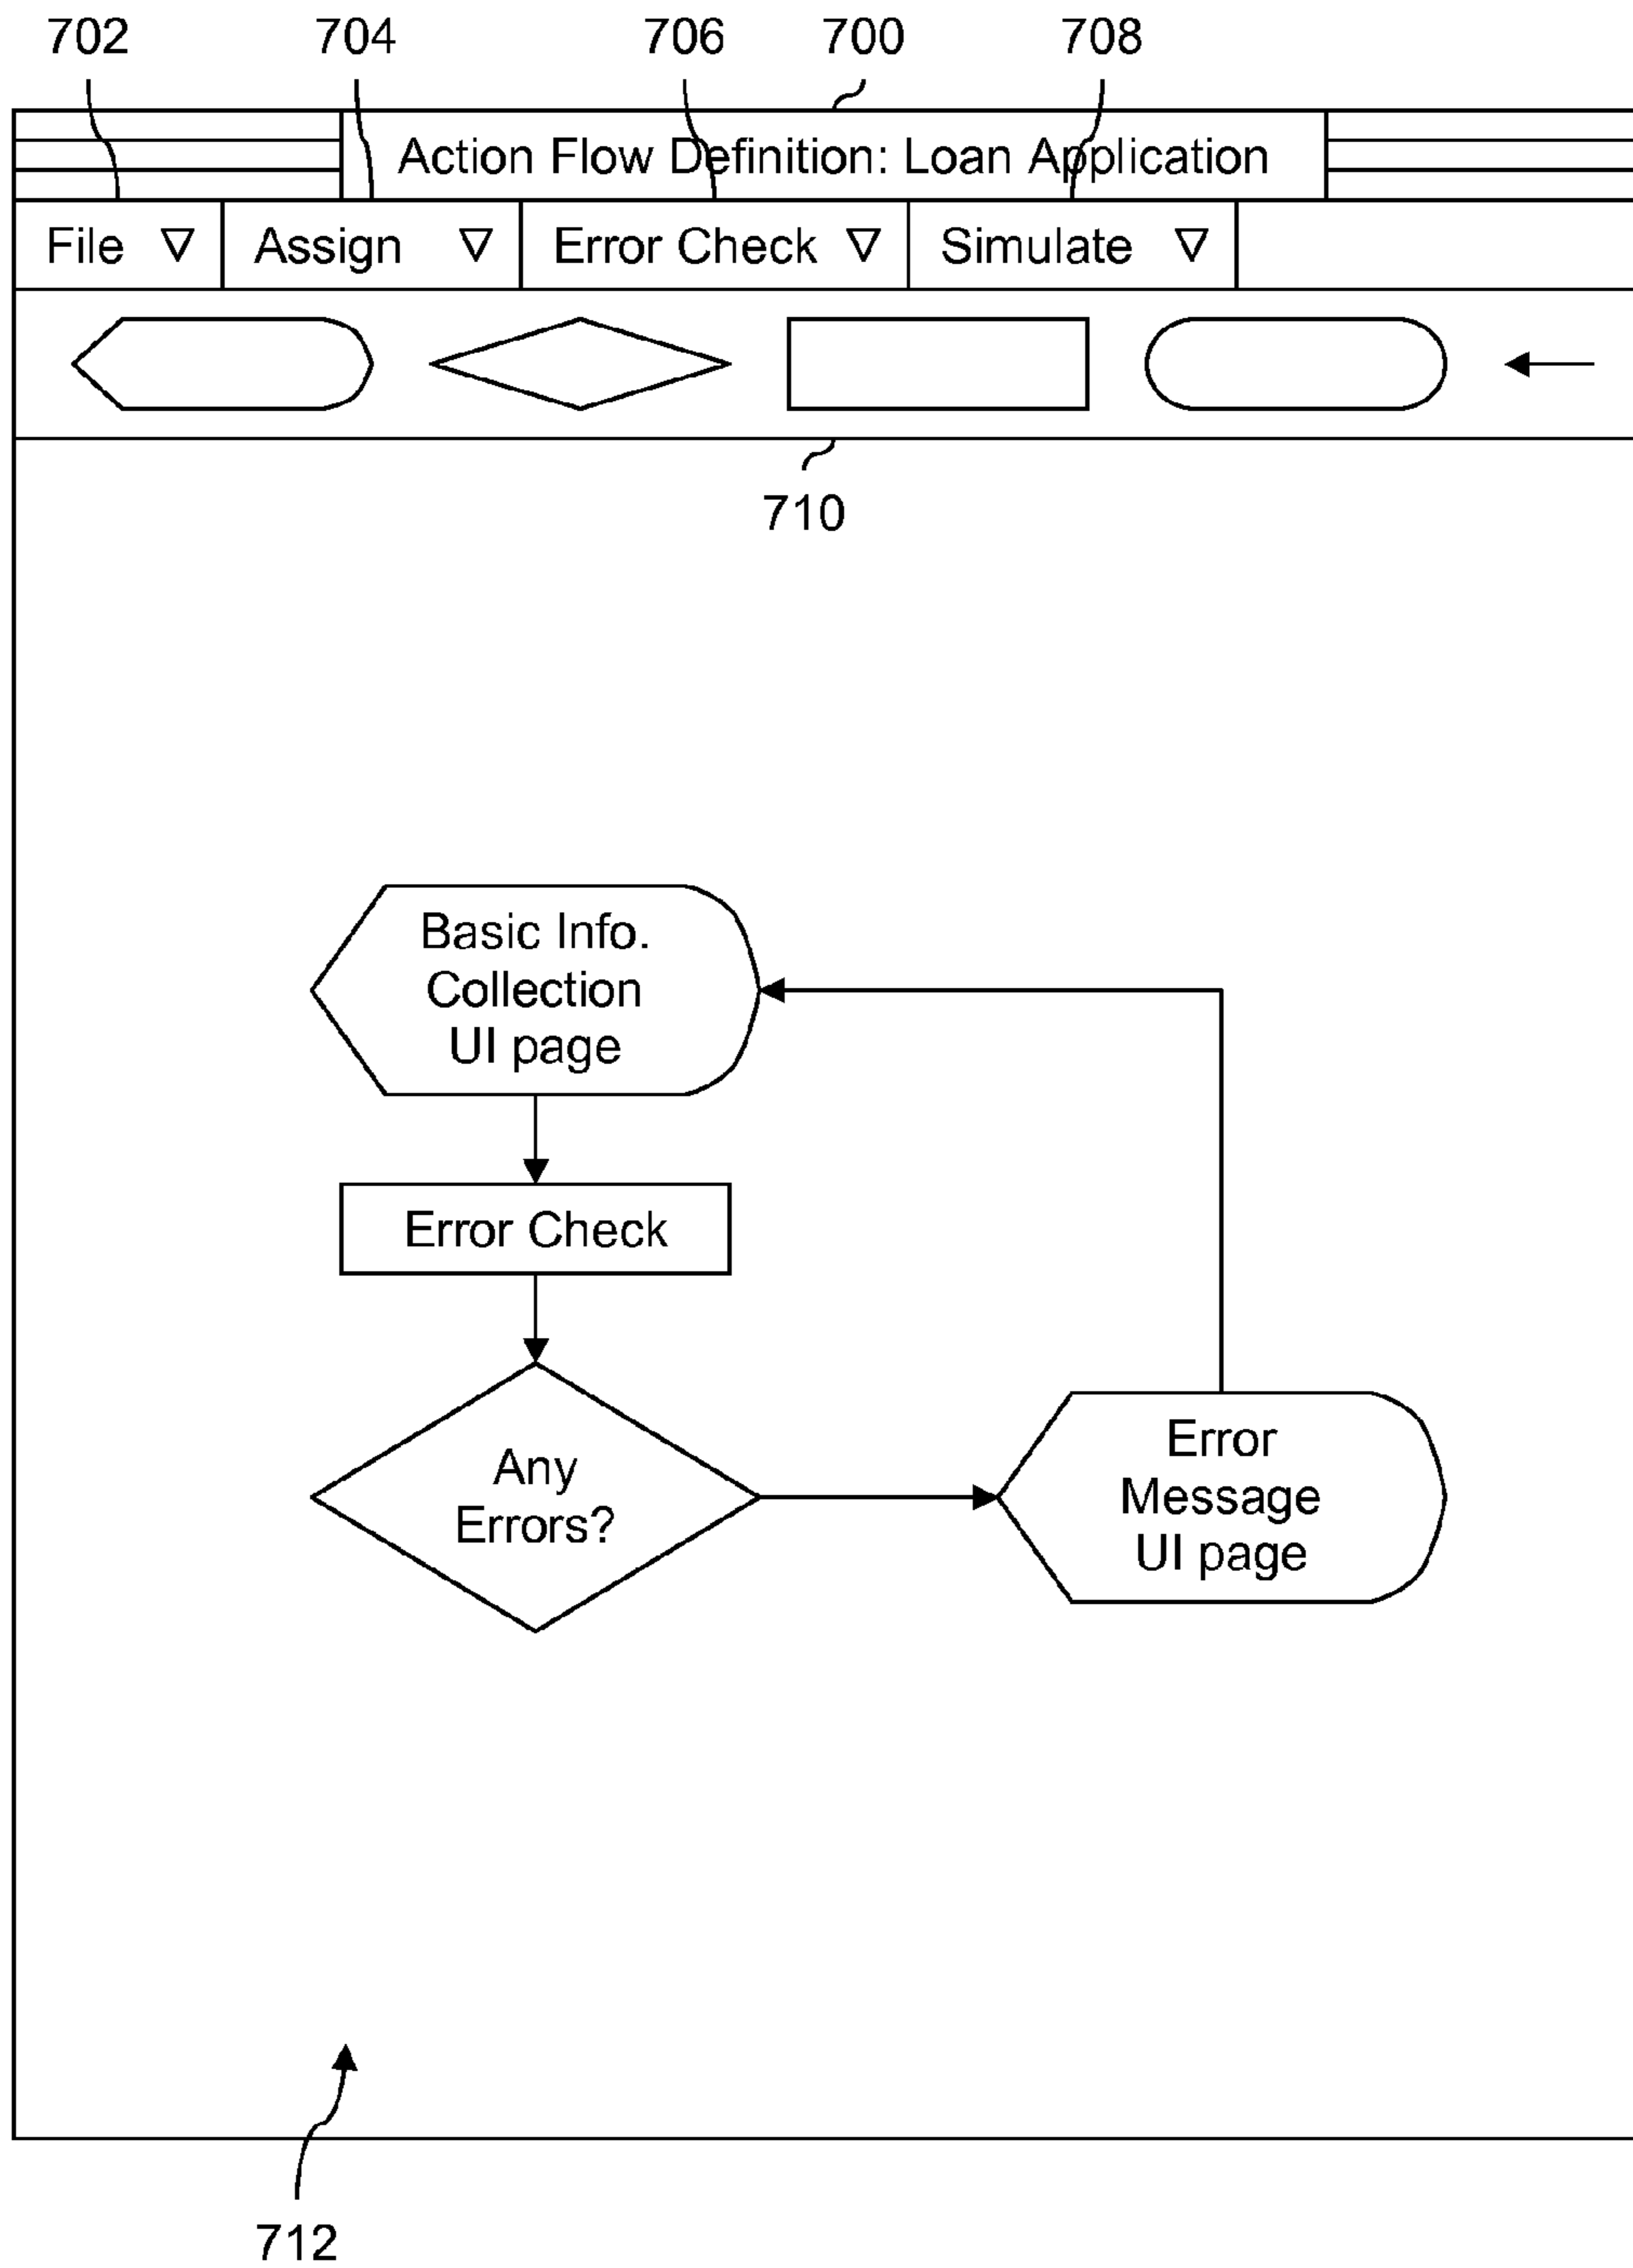 702 704 706 700 708
Action Flow Definition: Loan Application
File Assign Error Check Simulate
710
Basic Info.
Collection
UI page
Error Check
Any
Errors?
Error
Message
UI page
712